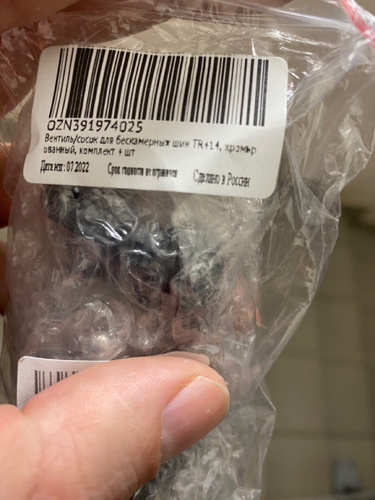 OZN391974025
Вентиль/сосок для бескамерных шин TR414, хромир
ованный, комплект 4 шт
Дата изг.: 07.2022 Срок годности не ограничен Сделано в России